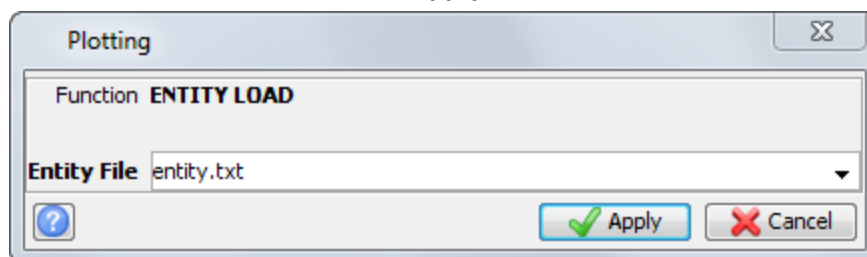 Plotting
Function ENTITY LOAD
Entity File entity.txt
Apply Cancel